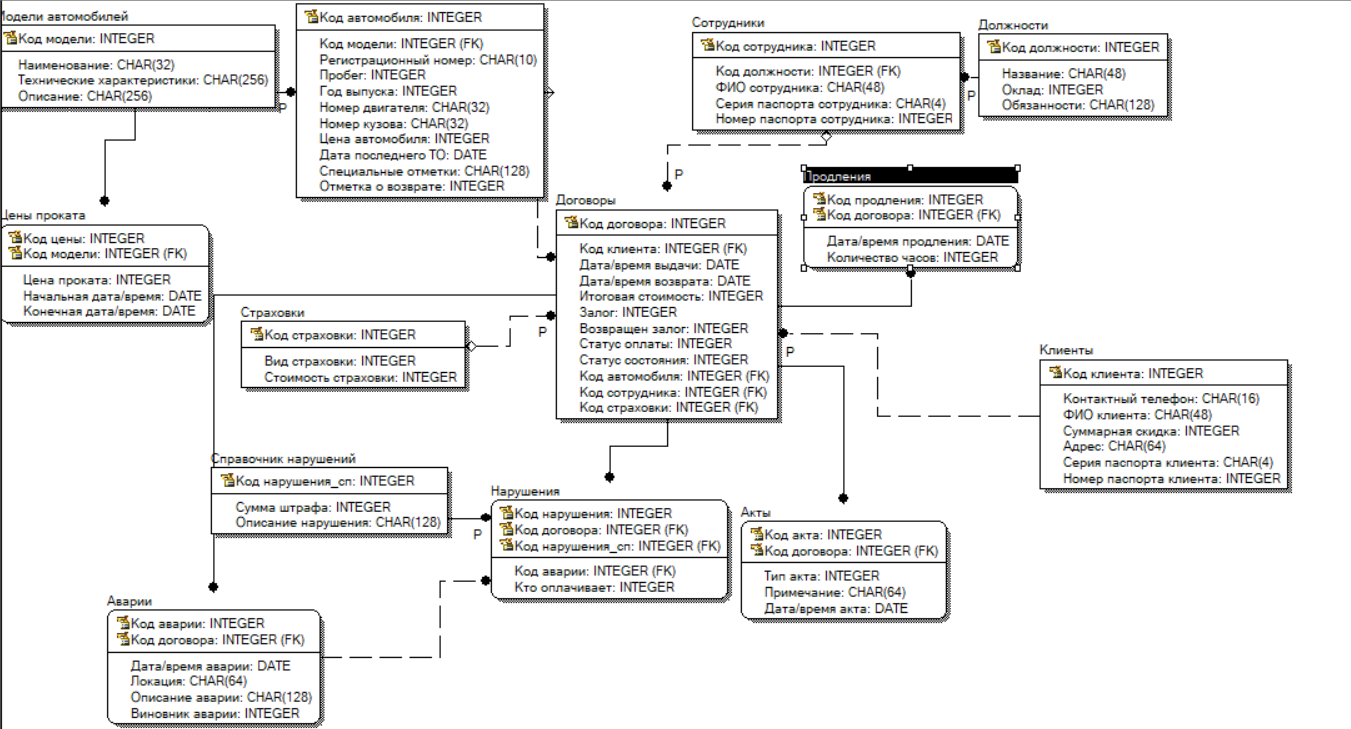 Модели автомобилей
Код модели: INTEGER
Наименование: CHAR(32)
Технические характеристики: CHAR(256)
Описание: CHAR(256)
P
Код автомобиля: INTEGER
Код модели: INTEGER (FK)
Регистрационный номер: CHAR(10)
Пробег: INTEGER
Год выпуска: INTEGER
Номер двигателя: CHAR(32)
Номер кузова: CHAR(32)
Цена автомобиля: INTEGER
Дата последнего ТО: DATE
Специальные отметки: CHAR(128)
Отметка о возврате: INTEGER
Сотрудники
Код сотрудника: INTEGER
Код должности: INTEGER (FK)
ФИО сотрудника: CHAR(48)
Серия паспорта сотрудника: CHAR(4)
Номер паспорта сотрудника: INTEGER
P
Должности
Код должности: INTEGER
Название: CHAR(48)
Оклад: INTEGER
Обязанности: CHAR(128)
P
Продления
Код продления: INTEGER
Код договора: INTEGER (FK)
Дата/время продления: DATE
Количество часов: INTEGER
Цены проката
Код цены: INTEGER
Код модели: INTEGER (FK)
Цена проката: INTEGER
Начальная дата/время: DATE
Конечная дата/время: DATE
Договоры
Код договора: INTEGER
Код клиента: INTEGER (FK)
Дата/время выдачи: DATE
Дата/время возврата: DATE
Итоговая стоимость: INTEGER
Залог: INTEGER
Возвращен залог: INTEGER
Статус оплаты: INTEGER
Статус состояния: INTEGER
Код автомобиля: INTEGER (FK)
Код сотрудника: INTEGER (FK)
Код страховки: INTEGER (FK)
Страховки
Код страховки: INTEGER
Вид страховки: INTEGER
Стоимость страховки: INTEGER
P
P
Клиенты
Код клиента: INTEGER
Контактный телефон: CHAR(16)
ФИО клиента: CHAR(48)
Суммарная скидка: INTEGER
Адрес: CHAR(64)
Серия паспорта клиента: CHAR(4)
Номер паспорта клиента: INTEGER
Справочник нарушений
Код нарушения_сп: INTEGER
Сумма штрафа: INTEGER
Описание нарушения: CHAR(128)
P
Нарушения
Код нарушения: INTEGER
Код договора: INTEGER (FK)
Код нарушения_сп: INTEGER (FK)
Код аварии: INTEGER (FK)
Кто оплачивает: INTEGER
Акты
Код акта: INTEGER
Код договора: INTEGER (FK)
Тип акта: INTEGER
Примечание: CHAR(64)
Дата/время акта: DATE
Аварии
Код аварии: INTEGER
Код договора: INTEGER (FK)
Дата/время аварии: DATE
Локация: CHAR(64)
Описание аварии: CHAR(128)
Виновник аварии: INTEGER